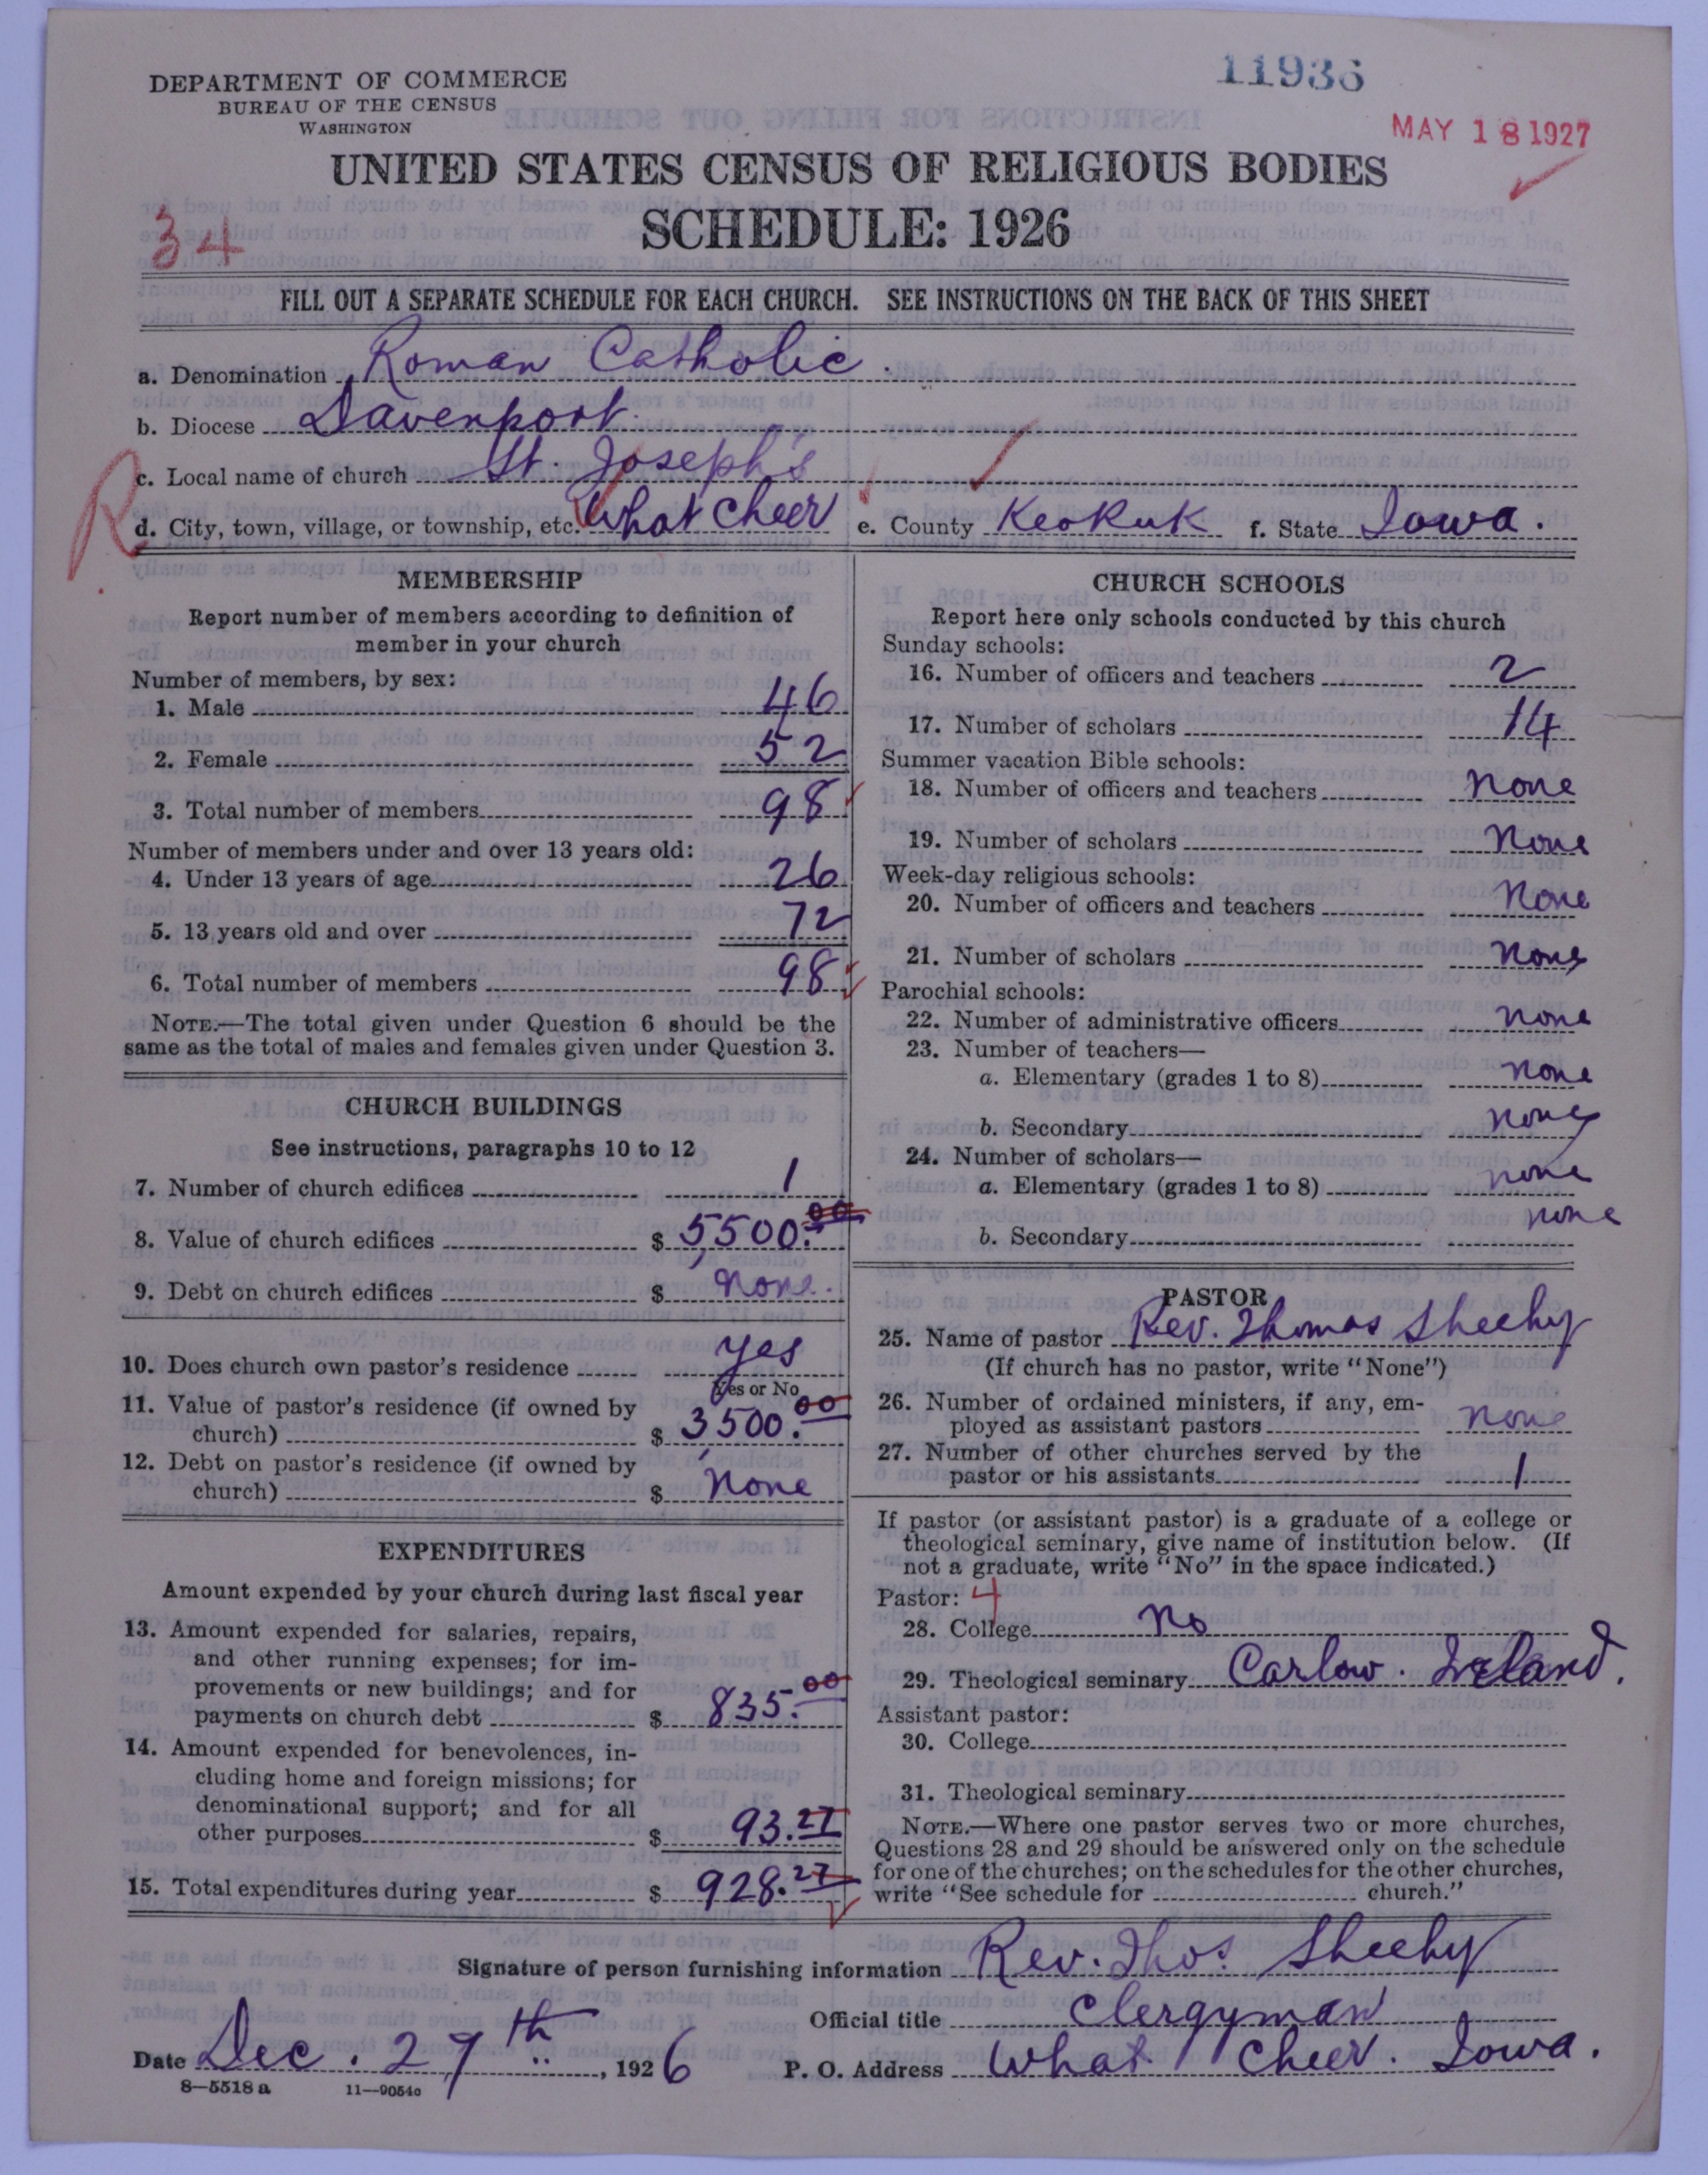 11936
DEPARTMENT OF COMMERCE
BUREAU OF THE CENSUS
WASHINGTON
MAY 18 1927
UNITED STATES CENSUS OF RELIGIOUS BODIES
SCHEDULE: 1926
34
FILL OUT A SEPARATE SCHEDULE FOR EACH CHURCH. SEE INSTRUCTIONS ON THE BACK OF THIS SHEET
a. Denomination Roman Catholic.
b. Diocese Davenport.
c. Local name of church St. Joseph's
R
d. City, town, village, or township, etc. What Cheer e. County Keokuk f. State Iowa.
MEMBERSHIP
Report number of members according to definition of
member in your church
Number of members, by sex:
1. Male 46
2. Female 52
3. Total number of members 98
Number of members under and over 13 years old:
4. Under 13 years of age 26
5. 13 years old and over 72
6. Total number of members 98
NOTE.—The total given under Question 6 should be the
same as the total of males and females given under Question 3.
CHURCH BUILDINGS
See instructions, paragraphs 10 to 12
7. Number of church edifices 1
8. Value of church edifices $ 5,500.00
9. Debt on church edifices $ none.
10. Does church own pastor's residence yes
Yes or No
11. Value of pastor's residence (if owned by
church) $ 3,500.00
12. Debt on pastor's residence (if owned by
church) $ None
EXPENDITURES
Amount expended by your church during last fiscal year
13. Amount expended for salaries, repairs,
and other running expenses; for im-
provements or new buildings; and for
payments on church debt $ 835.00
14. Amount expended for benevolences, in-
cluding home and foreign missions; for
denominational support; and for all
other purposes $ 93.27
15. Total expenditures during year $ 928.27
CHURCH SCHOOLS
Report here only schools conducted by this church
Sunday schools:
16. Number of officers and teachers 2
17. Number of scholars 14
Summer vacation Bible schools:
18. Number of officers and teachers None
19. Number of scholars None
Week-day religious schools:
20. Number of officers and teachers None
21. Number of scholars None
Parochial schools:
22. Number of administrative officers none
23. Number of teachers—
a. Elementary (grades 1 to 8) none
b. Secondary none
24. Number of scholars—
a. Elementary (grades 1 to 8) none
b. Secondary none
PASTOR
25. Name of pastor Rev. Thomas Sheehy
(If church has no pastor, write "None")
26. Number of ordained ministers, if any, em-
ployed as assistant pastors none
27. Number of other churches served by the
pastor or his assistants 1
If pastor (or assistant pastor) is a graduate of a college or
theological seminary, give name of institution below. (If
not a graduate, write "No" in the space indicated.)
Pastor: 4
28. College No
29. Theological seminary Carlow. Ireland.
Assistant pastor:
30. College
31. Theological seminary
NOTE.—Where one pastor serves two or more churches,
Questions 28 and 29 should be answered only on the schedule
for one of the churches; on the schedules for the other churches,
write "See schedule for church."
Signature of person furnishing information Rev. Thos. Sheehy
Official title Clergyman
Date Dec. 27th, 1926 P. O. Address What Cheer. Iowa.
8—5518 a 11—9054c